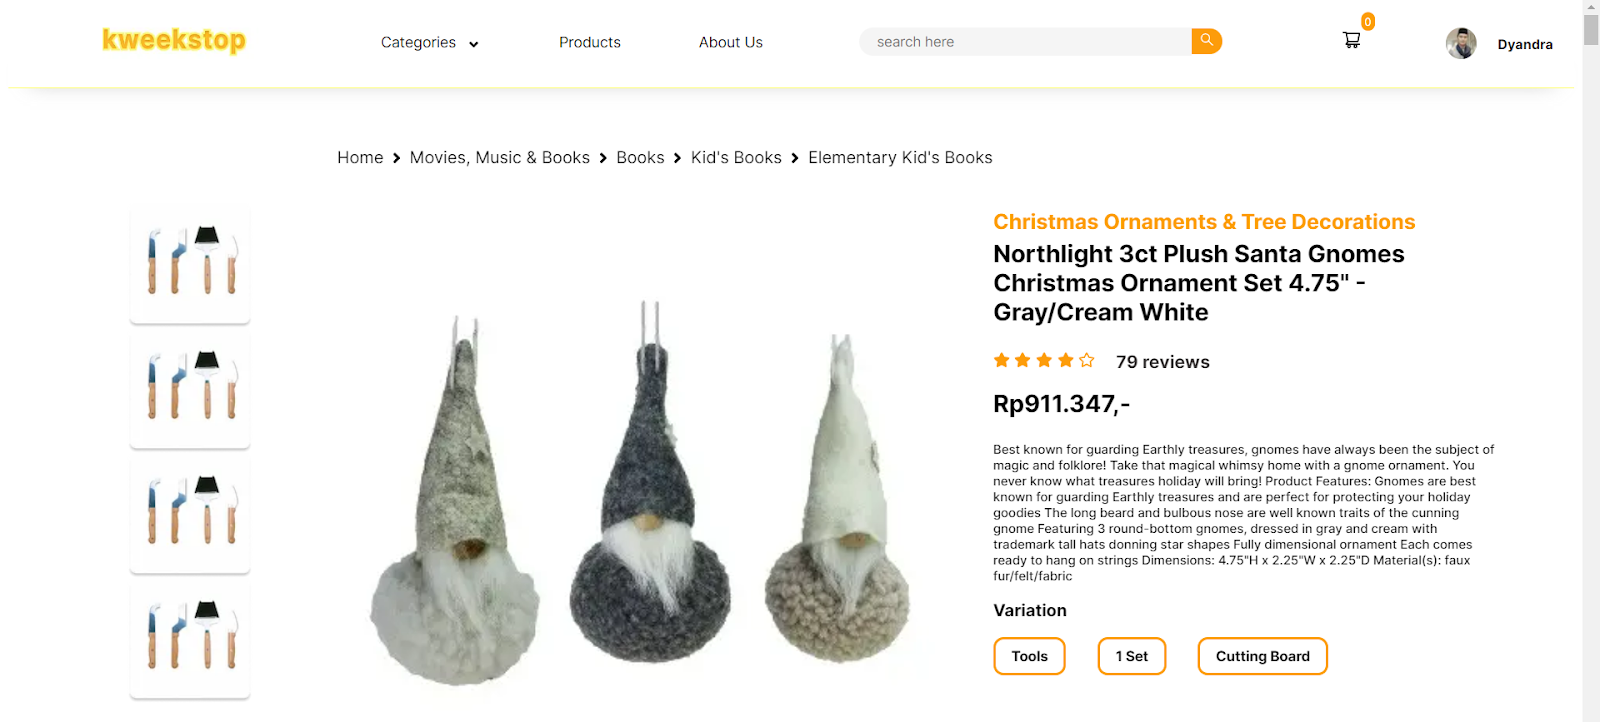 kweekstop
Categories
Products
About Us
search here
0
Dyandra
Home > Movies, Music & Books > Books > Kid's Books > Elementary Kid's Books
Christmas Ornaments & Tree Decorations
Northlight 3ct Plush Santa Gnomes
Christmas Ornament Set 4.75" -
Gray/Cream White
79 reviews
Rp911.347,-
Best known for guarding Earthly treasures, gnomes have always been the subject of
magic and folklore! Take that magical whimsy home with a gnome ornament. You
never know what treasures holiday will bring! Product Features: Gnomes are best
known for guarding Earthly treasures and are perfect for protecting your holiday
goodies The long beard and bulbous nose are well known traits of the cunning
gnome Featuring 3 round-bottom gnomes, dressed in gray and cream with
trademark tall hats donning star shapes Fully dimensional ornament Each comes
ready to hang on strings Dimensions: 4.75"H x 2.25"W x 2.25"D Material(s): faux
fur/felt/fabric
Variation
Tools
1 Set
Cutting Board